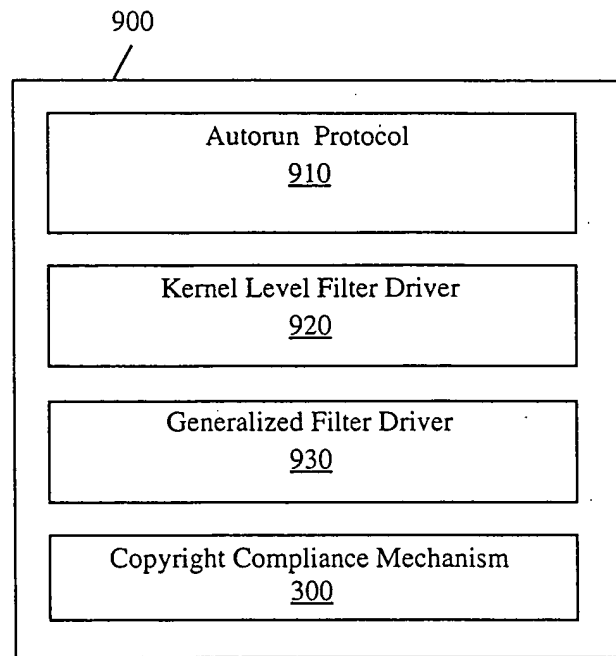 900
Autorun Protocol
910
Kernel Level Filter Driver
920
Generalized Filter Driver
930
Copyright Compliance Mechanism
300